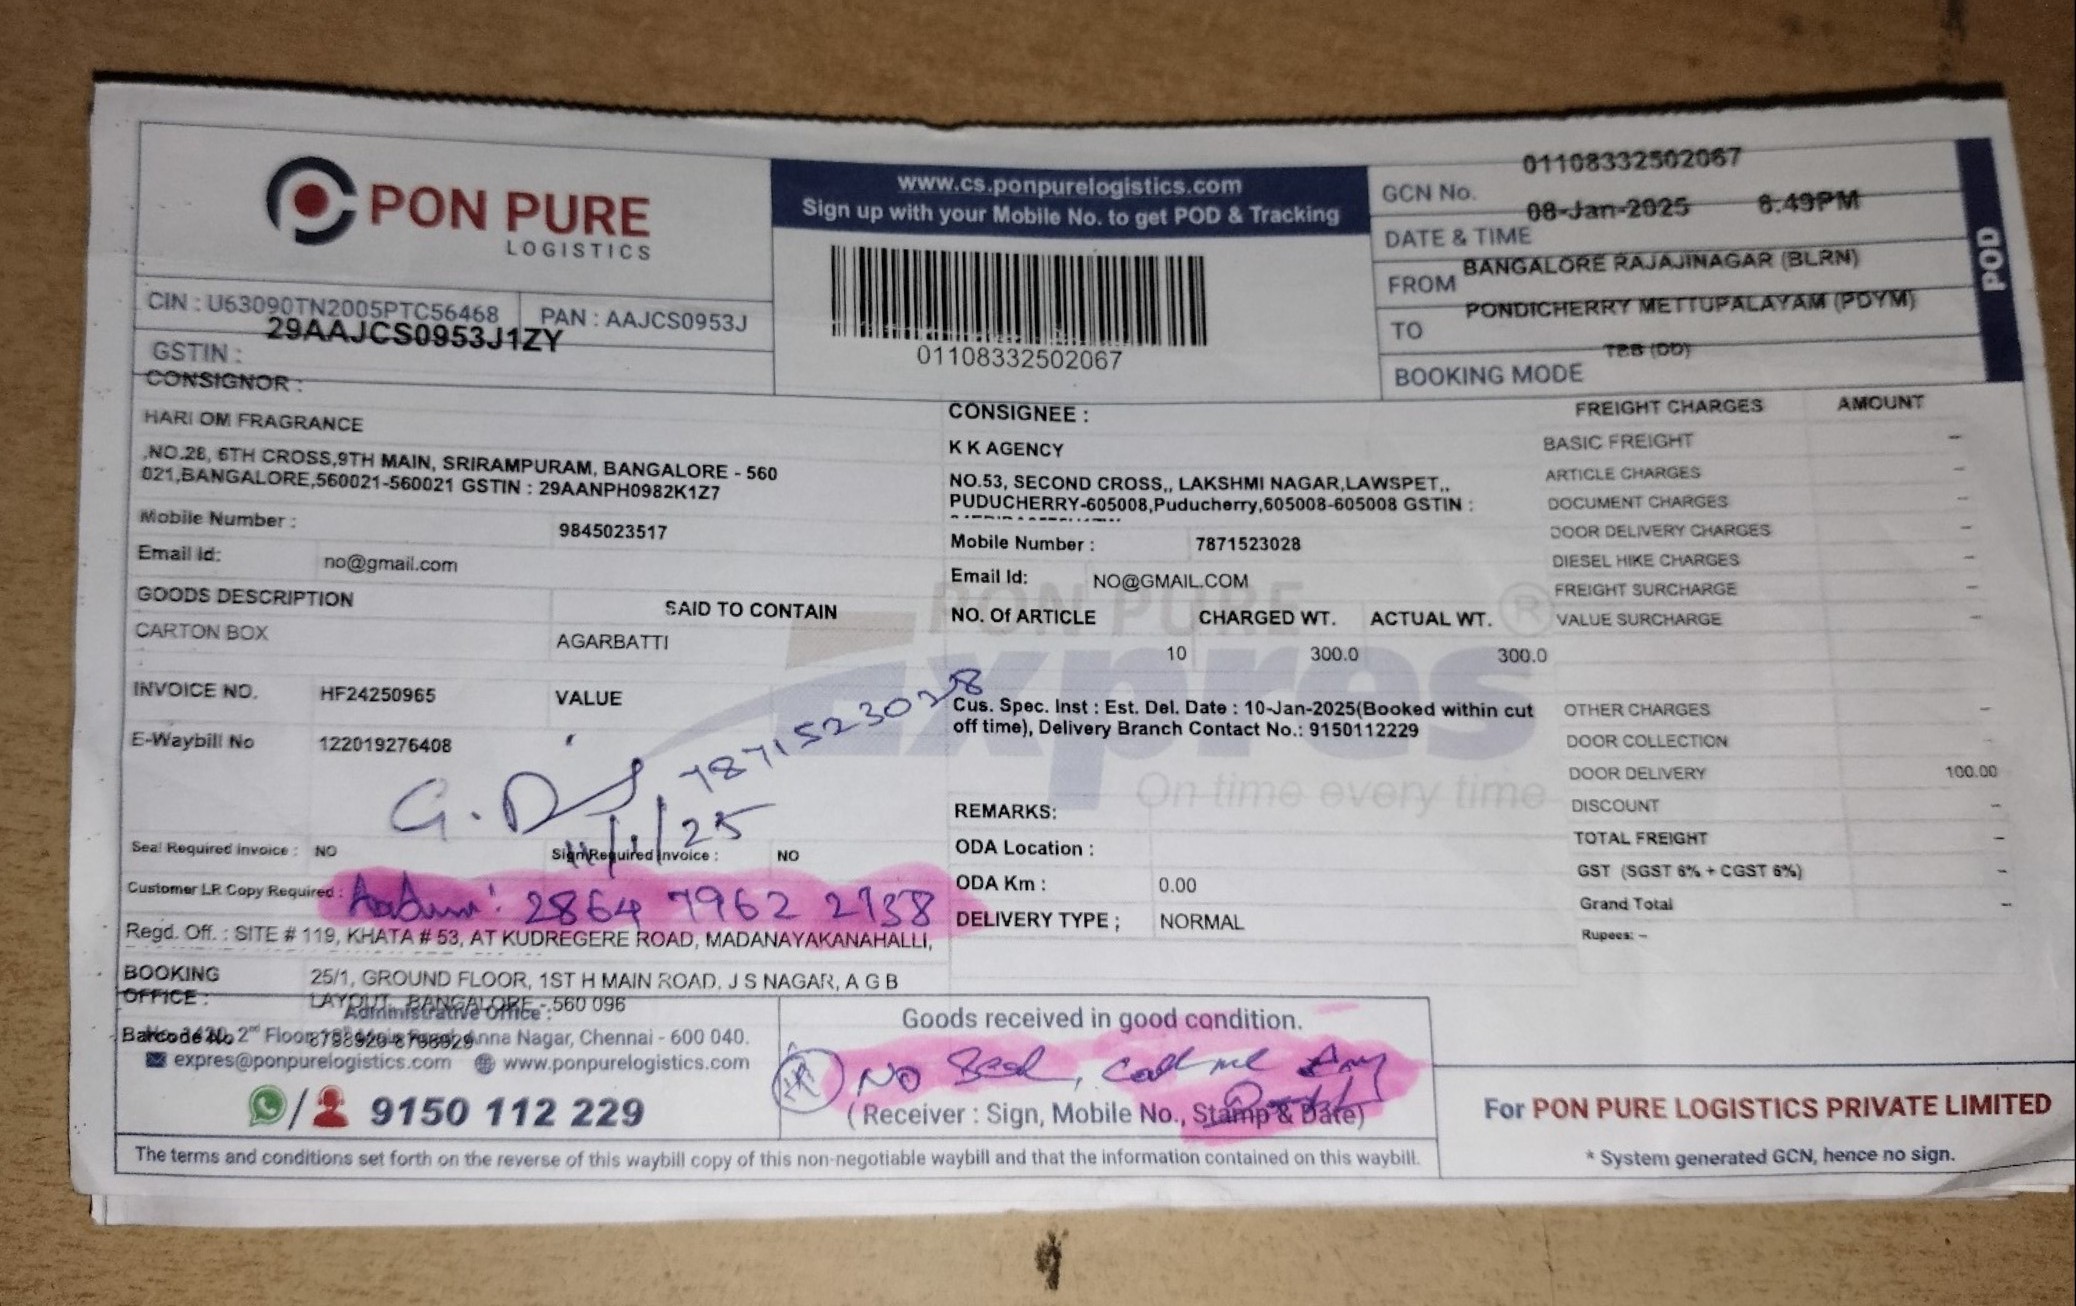 PON PURE
LOGISTICS
www.cs.ponpurelogistics.com
Sign up with your Mobile No. to get POD & Tracking
01108332502067
GCN No. 01108332502067
DATE & TIME 08-Jan-2025 6:49PM
FROM BANGALORE RAJAJINAGAR (BLRN)
TO PONDICHERRY METTUPALAYAM (PDYM)
BOOKING MODE TBB (DD)
POD
CIN : U63090TN2005PTC56468 PAN : AAJCS0953J
GSTIN : 29AAJCS0953J1ZY
CONSIGNOR :
HARI OM FRAGRANCE
,NO.28, 6TH CROSS,9TH MAIN, SRIRAMPURAM, BANGALORE - 560
021,BANGALORE,560021-560021 GSTIN : 29AANPH0982K1Z7
Mobile Number : 9845023517
Email Id: no@gmail.com
GOODS DESCRIPTION SAID TO CONTAIN
CARTON BOX AGARBATTI
INVOICE NO. HF24250965 VALUE
E-Waybill No 122019276408
G.D
7871523028
11/1/25
Seal Required Invoice : NO Sign Required Invoice : NO
Customer LR Copy Required :
2864 7962 2938
Regd. Off. : SITE # 119, KHATA # 53, AT KUDREGERE ROAD, MADANAYAKANAHALLI,
BOOKING OFFICE : 25/1, GROUND FLOOR, 1ST H MAIN ROAD, J S NAGAR, A G B
LAYOUT, BANGALORE - 560 096
Administrative Office :
2nd Floor Anna Nagar, Chennai - 600 040.
Barcode No 8798920-8798929
expres@ponpurelogistics.com www.ponpurelogistics.com
/ 9150 112 229
CONSIGNEE :
K K AGENCY
NO.53, SECOND CROSS,, LAKSHMI NAGAR,LAWSPET,,
PUDUCHERRY-605008,Puducherry,605008-605008 GSTIN :
Mobile Number : 7871523028
Email Id: NO@GMAIL.COM
NO. Of ARTICLE CHARGED WT. ACTUAL WT.
10 300.0 300.0
PON PURE
Expres
On time every time
Cus. Spec. Inst : Est. Del. Date : 10-Jan-2025(Booked within cut
off time), Delivery Branch Contact No.: 9150112229
REMARKS:
ODA Location :
ODA Km : 0.00
DELIVERY TYPE ; NORMAL
FREIGHT CHARGES AMOUNT
BASIC FREIGHT –
ARTICLE CHARGES –
DOCUMENT CHARGES –
DOOR DELIVERY CHARGES –
DIESEL HIKE CHARGES –
FREIGHT SURCHARGE –
VALUE SURCHARGE –
OTHER CHARGES –
DOOR COLLECTION –
DOOR DELIVERY 100.00
DISCOUNT –
TOTAL FREIGHT –
GST (SGST 6% + CGST 6%) –
Grand Total –
Rupees: –
Goods received in good condition.
No Seal, Call me Any
( Receiver : Sign, Mobile No., Stamp & Date)
For PON PURE LOGISTICS PRIVATE LIMITED
* System generated GCN, hence no sign.
The terms and conditions set forth on the reverse of this waybill copy of this non-negotiable waybill and that the information contained on this waybill.